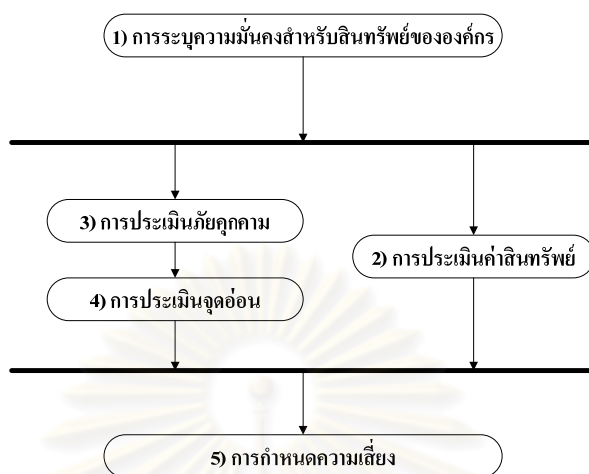 1) การระบุความมั่นคงสำหรับสินทรัพย์ขององค์กร
3) การประเมินภัยคุกคาม
2) การประเมินค่าสินทรัพย์
4) การประเมินจุดอ่อน
5) การกำหนดความเสี่ยง